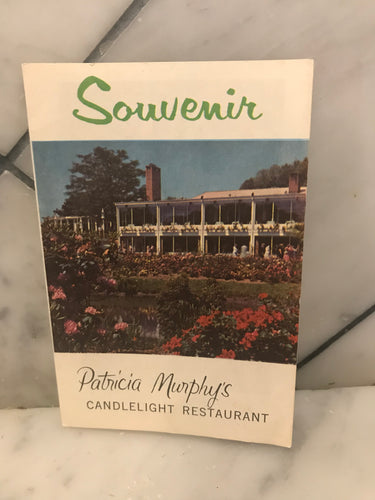 Souvenir
Patricia Murphy's
CANDLELIGHT RESTAURANT